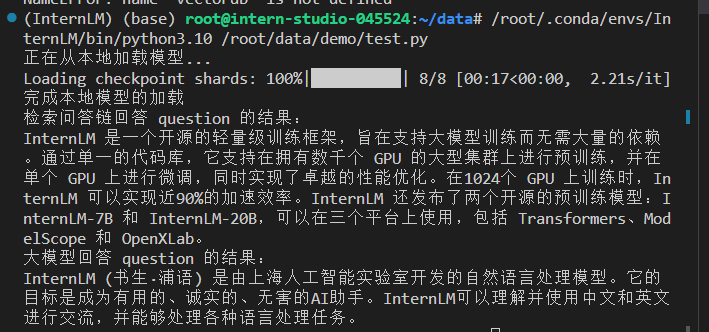 NameError: name 'vectordb' is not defined
(InternLM) (base) root@intern-studio-045524:~/data# /root/.conda/envs/In
ternLM/bin/python3.10 /root/data/demo/test.py
正在从本地加载模型...
Loading checkpoint shards: 100%|██████████| 8/8 [00:17<00:00,  2.21s/it]
完成本地模型的加载
检索问答链回答 question 的结果：
InternLM 是一个开源的轻量级训练框架，旨在支持大模型训练而无需大量的依赖
。通过单一的代码库，它支持在拥有数千个 GPU 的大型集群上进行预训练，并在
单个 GPU 上进行微调，同时实现了卓越的性能优化。在1024个 GPU 上训练时，In
ternLM 可以实现近90%的加速效率。InternLM 还发布了两个开源的预训练模型：I
nternLM-7B 和 InternLM-20B，可以在三个平台上使用，包括 Transformers、Mod
elScope 和 OpenXLab。
大模型回答 question 的结果：
InternLM (书生·浦语) 是由上海人工智能实验室开发的自然语言处理模型。它的
目标是成为有用的、诚实的、无害的AI助手。InternLM可以理解并使用中文和英文
进行交流，并能够处理各种语言处理任务。